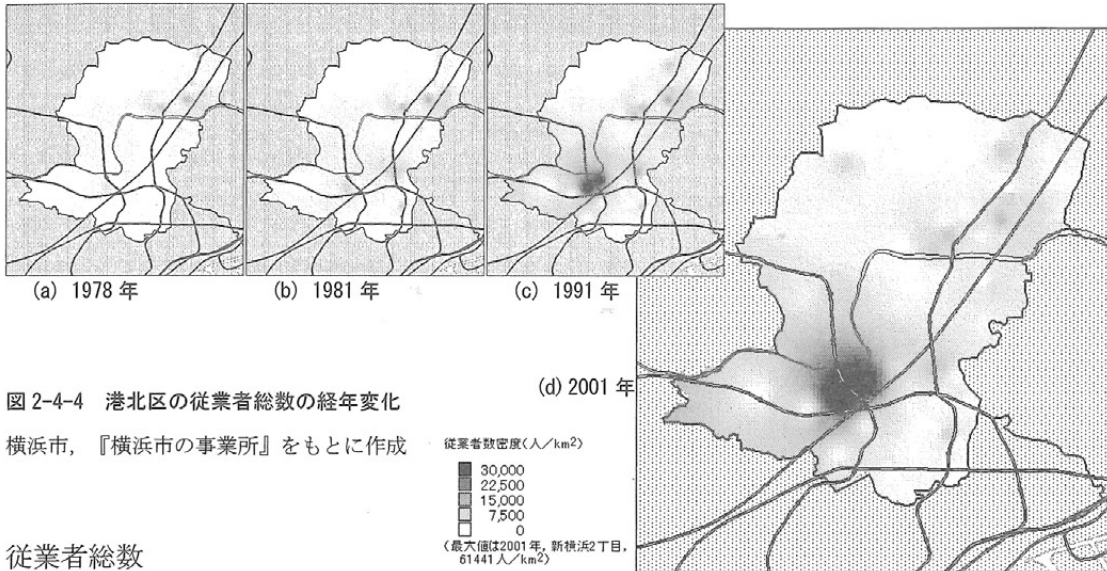 (a) 1978 年
(b) 1981 年
(c) 1991 年
(d) 2001 年
図 2-4-4 港北区の従業者総数の経年変化
横浜市,『横浜市の事業所』をもとに作成
従業者数密度(人/km²)
30,000
22,500
15,000
7,500
0
(最大値は2001年, 新横浜2丁目,
61441人/km²)
従業者総数